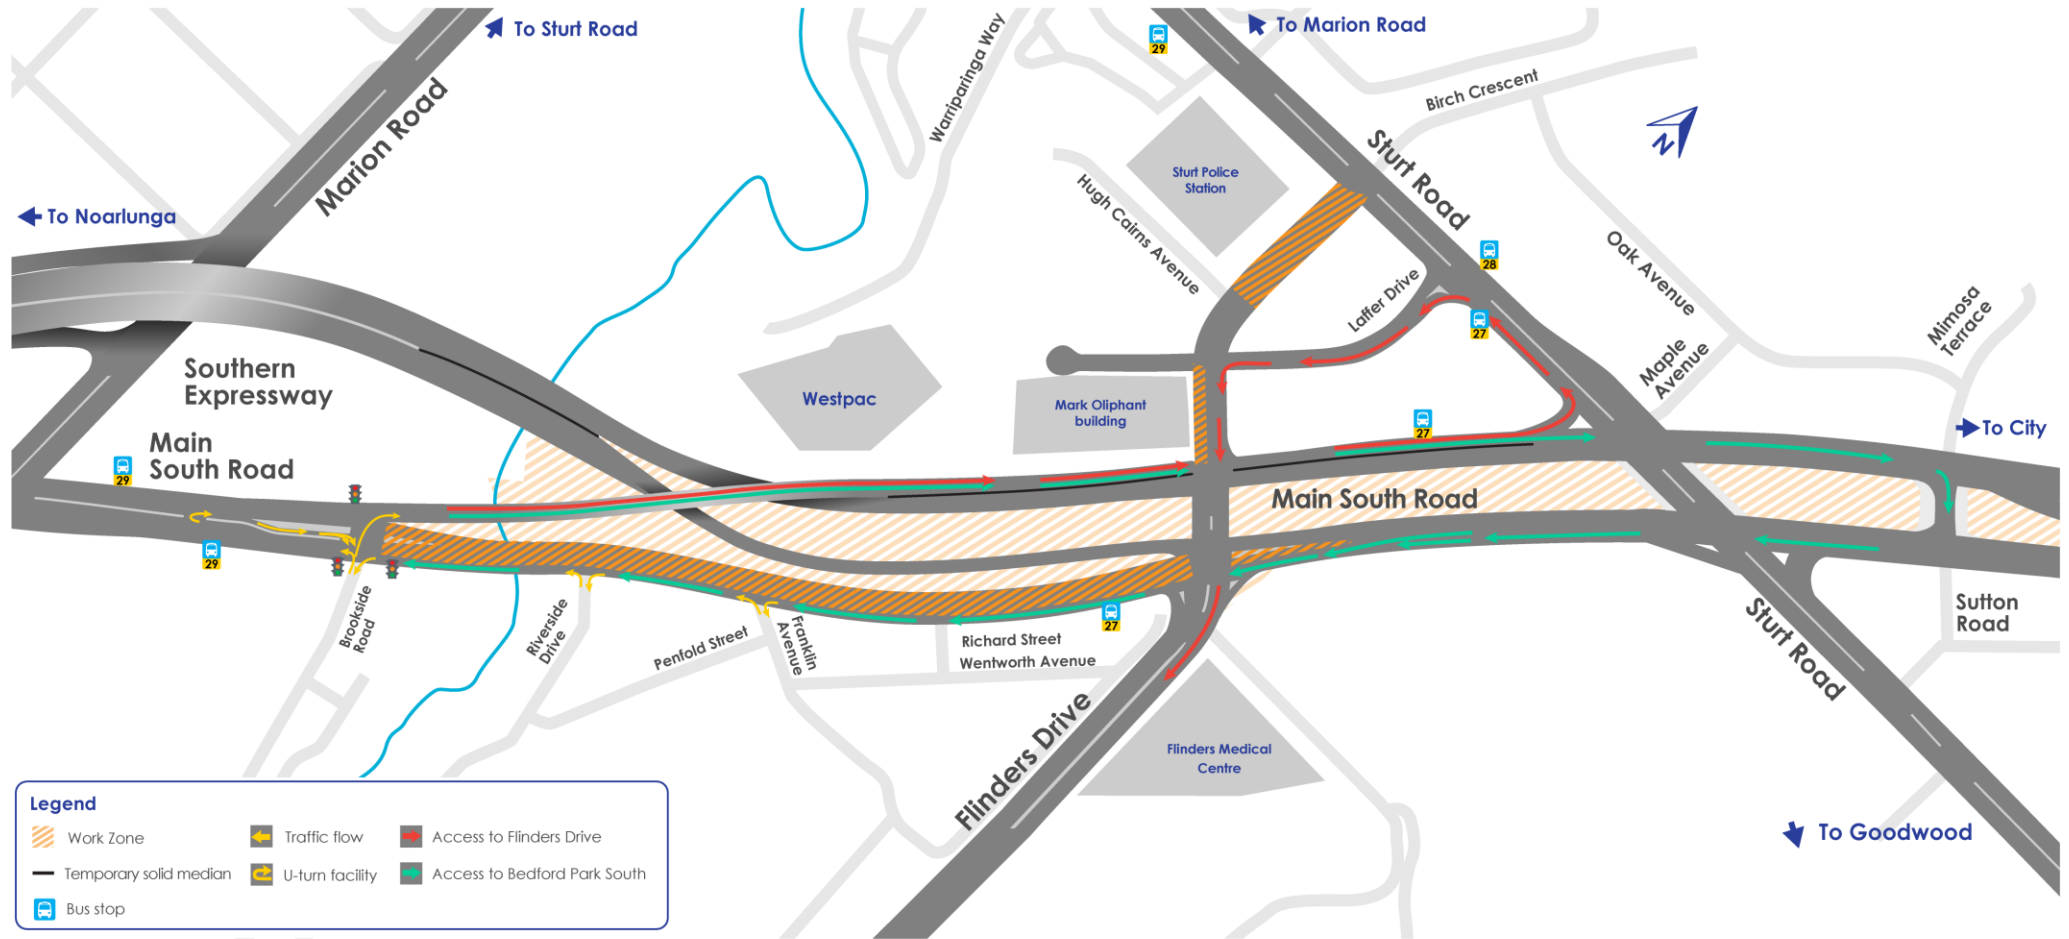 To Sturt Road
29
To Marion Road
Warriparinga Way
Birch Crescent
Marion Road
N
Sturt Road
Sturt Police
Station
Hugh Cairns Avenue
To Noarlunga
28
Oak Avenue
Laffer Drive
27
Mimosa
Terrace
Maple
Avenue
Southern
Expressway
Westpac
Mark Oliphant
building
27
To City
Main
South Road
29
Main South Road
29
Brookside
Road
Riverside
Drive
Penfold Street
Franklin
Avenue
27
Richard Street
Wentworth Avenue
Sutton
Road
Sturt Road
Flinders Drive
Flinders Medical
Centre
To Goodwood
Legend
Work Zone
Traffic flow
Access to Flinders Drive
Temporary solid median
U-turn facility
Access to Bedford Park South
Bus stop